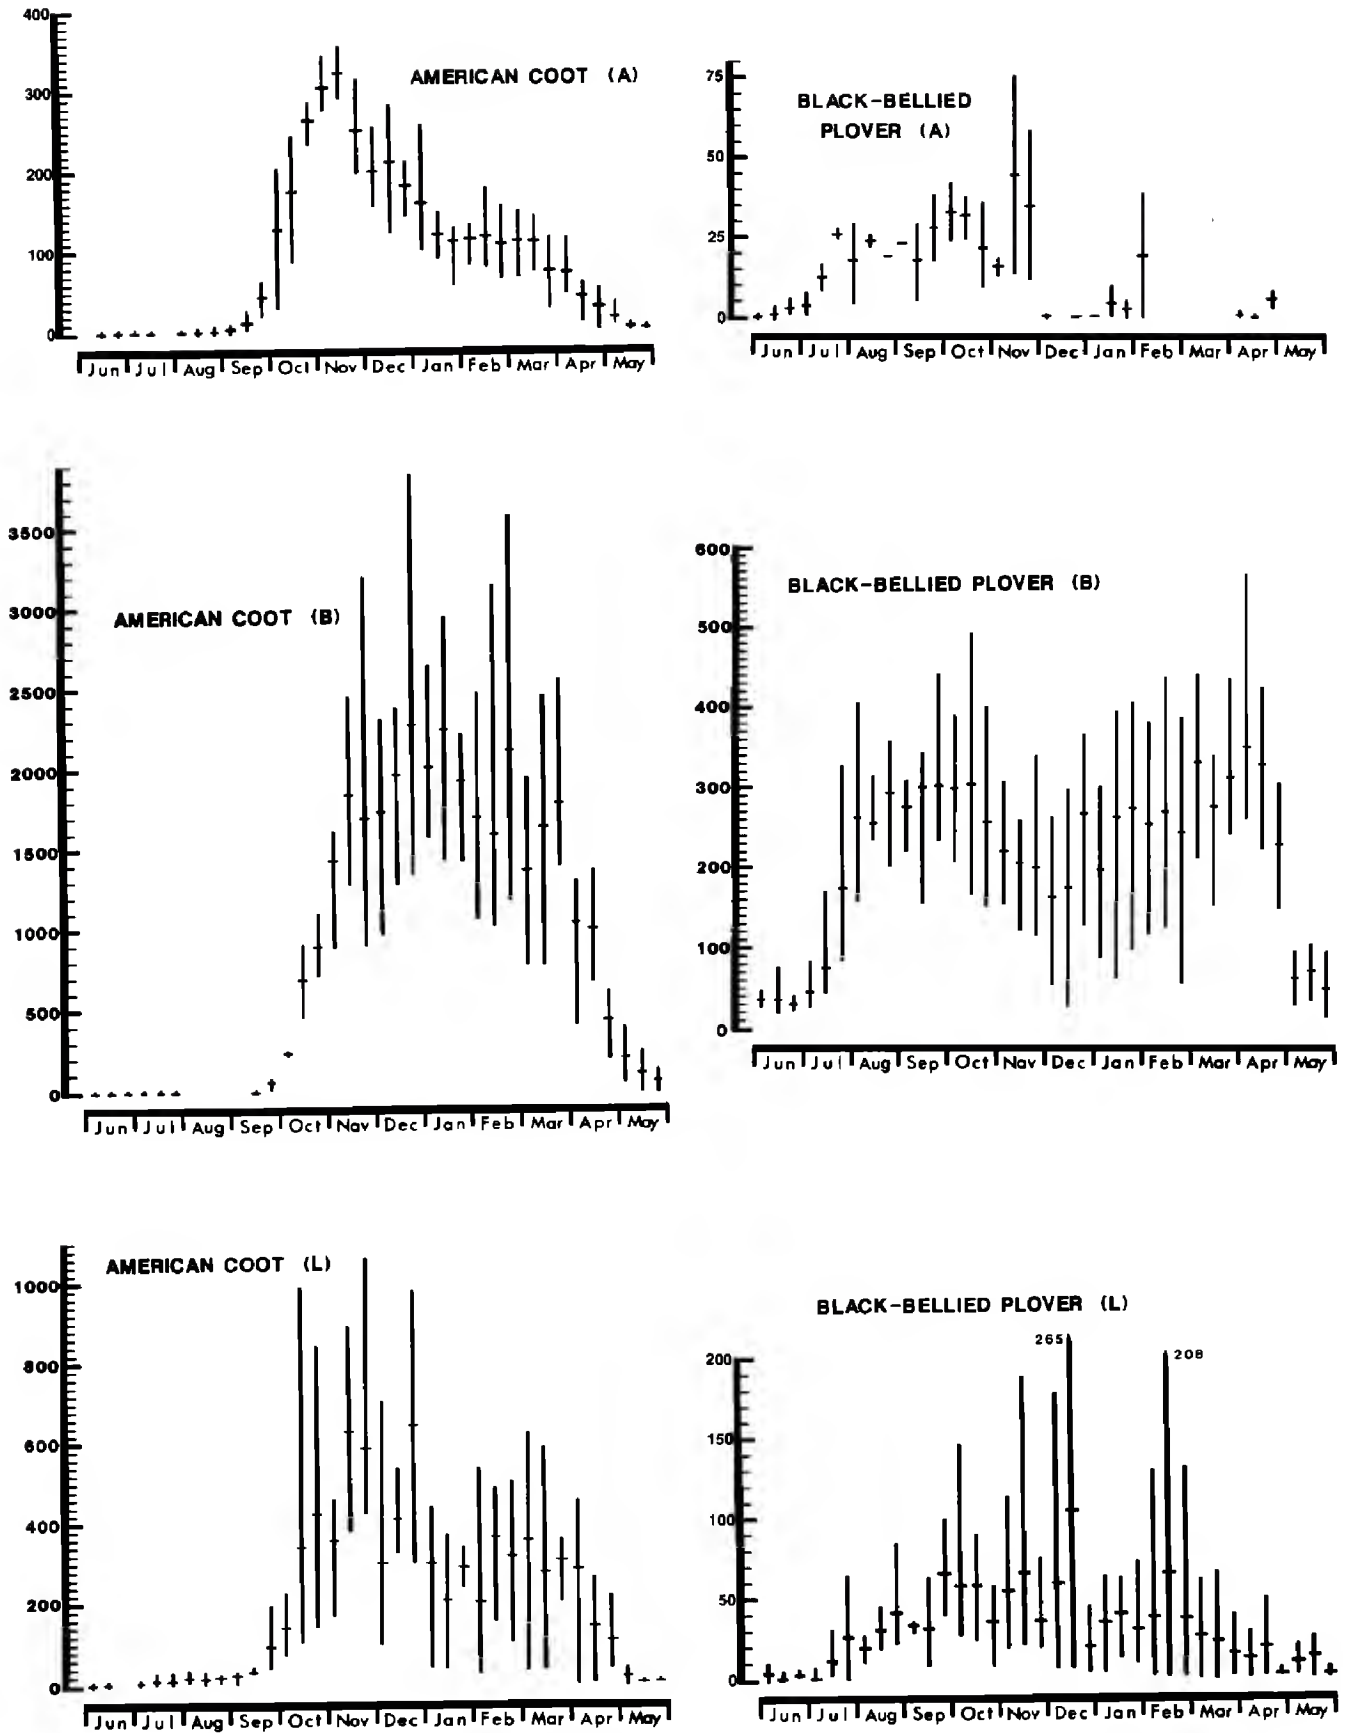 AMERICAN COOT (A)
400
300
200
100
0
Jun Jul Aug Sep Oct Nov Dec Jan Feb Mar Apr May
BLACK-BELLIED
PLOVER (A)
75
50
25
0
Jun Jul Aug Sep Oct Nov Dec Jan Feb Mar Apr May
AMERICAN COOT (B)
3500
3000
2500
2000
1500
1000
500
0
Jun Jul Aug Sep Oct Nav Dec Jan Feb Mar Apr May
BLACK-BELLIED PLOVER (B)
600
500
400
300
200
100
0
Jun Jul Aug Sep Oct Nav Dec Jan Feb Mar Apr May
AMERICAN COOT (L)
1000
800
600
400
200
0
Jun Jul Aug Sep Oct Nov Dec Jan Feb Mar Apr May
BLACK-BELLIED PLOVER (L)
265
208
200
150
100
50
0
Jun Jul Aug Sep Oct Nov Dec Jan Feb Mar Apr May